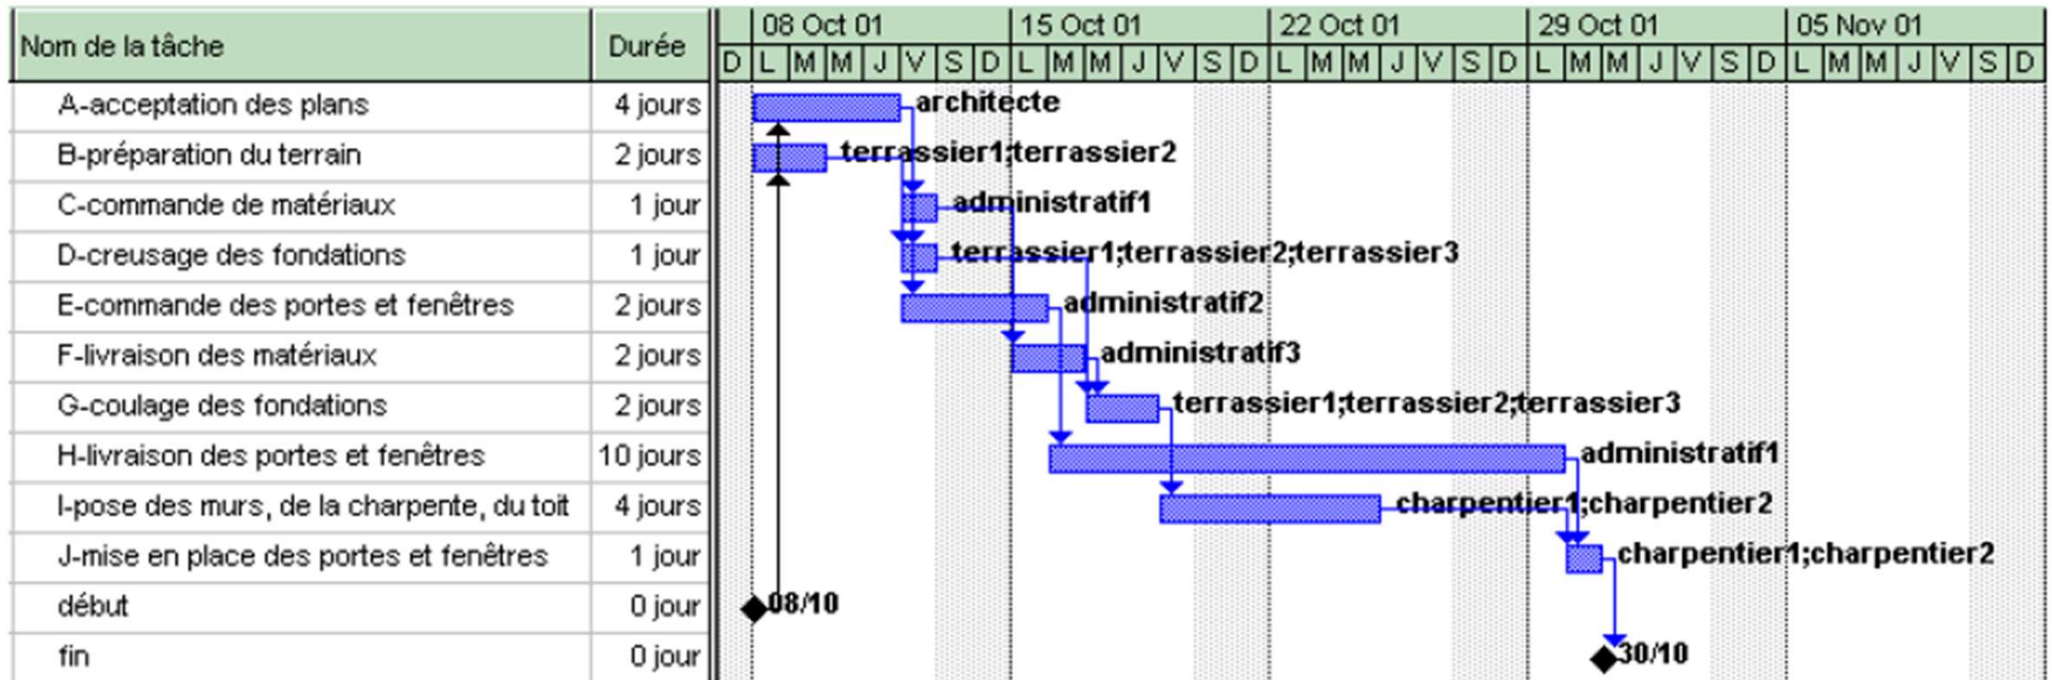 Nom de la tâche Durée 08 Oct 01 15 Oct 01 22 Oct 01 29 Oct 01 05 Nov 01
D L M M J V S D L M M J V S D L M M J V S D L M M J V S D L M M J V S D
A-acceptation des plans 4 jours architecte
B-préparation du terrain 2 jours terrassier1;terrassier2
C-commande de matériaux 1 jour administratif1
D-creusage des fondations 1 jour terrassier1;terrassier2;terrassier3
E-commande des portes et fenêtres 2 jours administratif2
F-livraison des matériaux 2 jours administratif3
G-coulage des fondations 2 jours terrassier1;terrassier2;terrassier3
H-livraison des portes et fenêtres 10 jours administratif1
I-pose des murs, de la charpente, du toit 4 jours charpentier1;charpentier2
J-mise en place des portes et fenêtres 1 jour charpentier1;charpentier2
début 0 jour 08/10
fin 0 jour 30/10